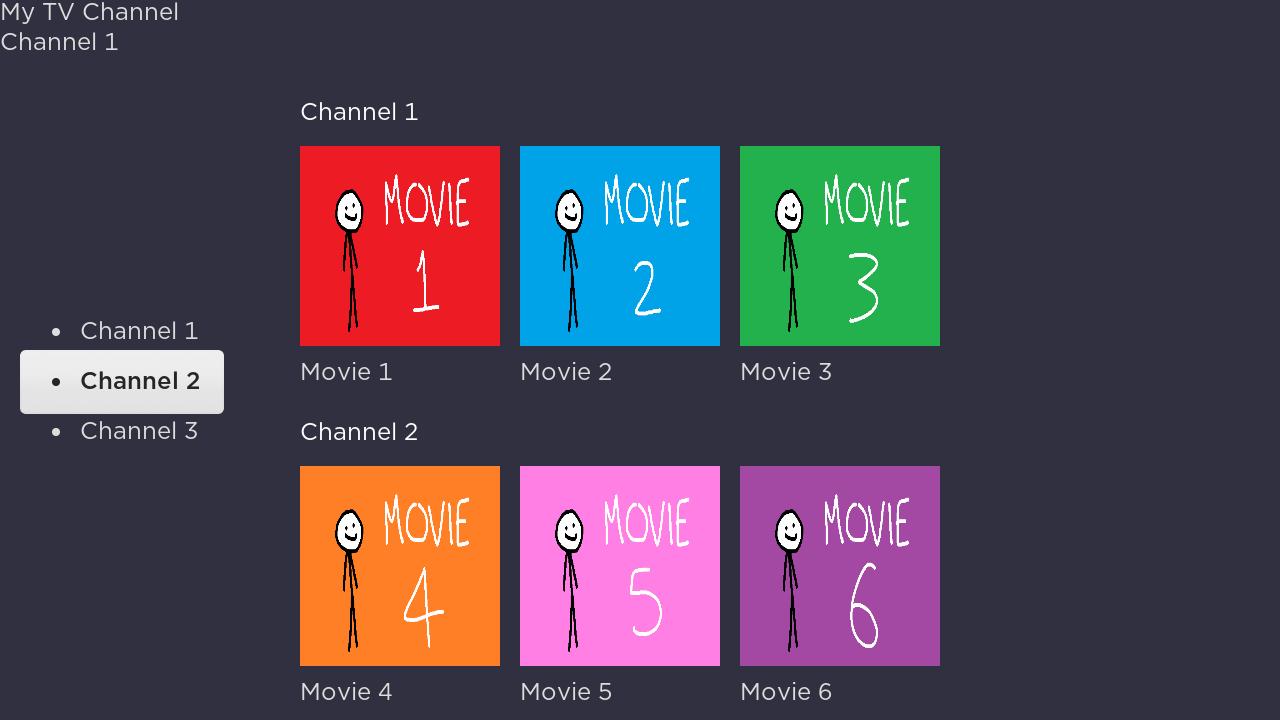 My TV Channel
Channel 1
• Channel 1
• Channel 2
• Channel 3
Channel 1
MOVIE
1
MOVIE
2
MOVIE
3
Movie 1
Movie 2
Movie 3
Channel 2
MOVIE
4
MOVIE
5
MOVIE
6
Movie 4
Movie 5
Movie 6